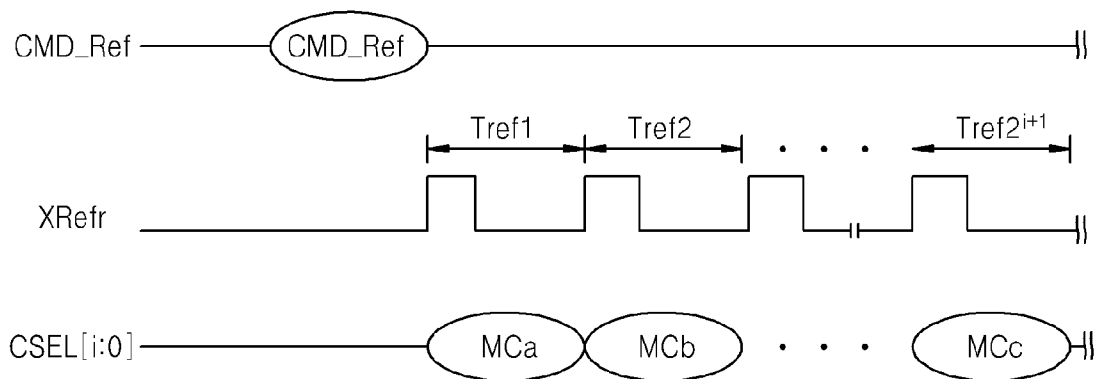 CMD_Ref CMD_Ref
Tref1 Tref2 . . . Tref2^{i+1}
XRefr
CSEL[i:0] MCa MCb . . . MCc